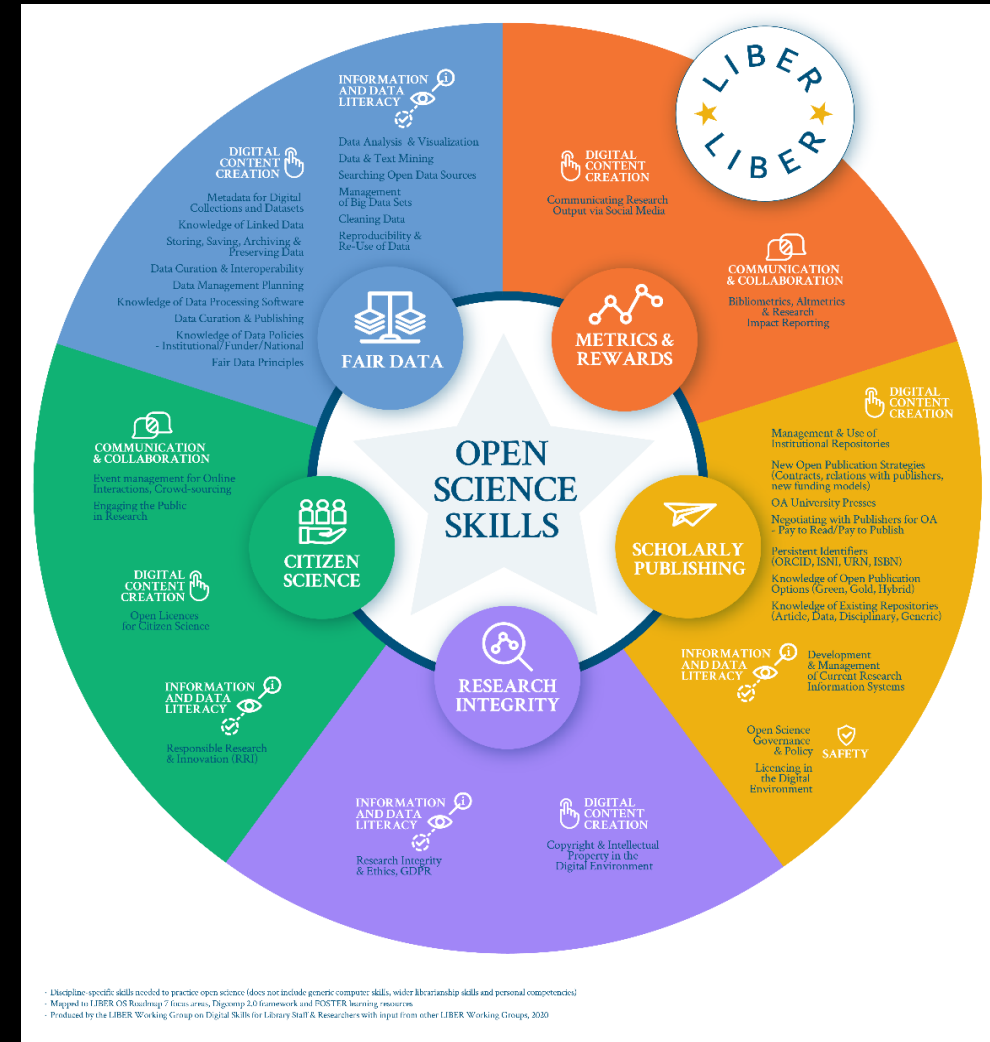 LIBER
LIBER
OPEN
SCIENCE
SKILLS
FAIR DATA
INFORMATION
AND DATA
LITERACY
Data Analysis & Visualization
Data & Text Mining
Searching Open Data Sources
Management
of Big Data Sets
Cleaning Data
Reproducibility &
Re-Use of Data
DIGITAL
CONTENT
CREATION
Metadata for Digital
Collections and Datasets
Knowledge of Linked Data
Storing, Saving, Archiving &
Preserving Data
Data Curation & Interoperability
Data Management Planning
Knowledge of Data Processing Software
Data Curation & Publishing
Knowledge of Data Policies
- Institutional/Funder/National
Fair Data Principles
METRICS &
REWARDS
DIGITAL
CONTENT
CREATION
Communicating Research
Output via Social Media
COMMUNICATION
& COLLABORATION
Bibliometrics, Altmetrics
& Research
Impact Reporting
SCHOLARLY
PUBLISHING
DIGITAL
CONTENT
CREATION
Management & Use of
Institutional Repositories
New Open Publication Strategies
(Contracts, relations with publishers,
new funding models)
OA University Presses
Negotiating with Publishers for OA
- Pay to Read/Pay to Publish
Persistent Identifiers
(ORCID, ISNI, URN, ISBN)
Knowledge of Open Publication
Options (Green, Gold, Hybrid)
Knowledge of Existing Repositories
(Article, Data, Disciplinary, Generic)
INFORMATION
AND DATA
LITERACY
Development
& Management
of Current Research
Information Systems
Open Science
Governance
& Policy
Licencing in
the Digital
Environment
SAFETY
RESEARCH
INTEGRITY
INFORMATION
AND DATA
LITERACY
Research Integrity
& Ethics, GDPR
DIGITAL
CONTENT
CREATION
Copyright & Intellectual
Property in the
Digital Environment
CITIZEN
SCIENCE
COMMUNICATION
& COLLABORATION
Event management for Online
Interactions, Crowd-sourcing
Engaging the Public
in Research
DIGITAL
CONTENT
CREATION
Open Licences
for Citizen Science
INFORMATION
AND DATA
LITERACY
Responsible Research
& Innovation (RRI)
- Discipline-specific skills needed to practice open science (does not include generic computer skills, wider librarianship skills and personal competencies)
- Mapped to LIBER OS Roadmap 7 focus areas, Digcomp 2.0 framework and FOSTER learning resources
- Produced by the LIBER Working Group on Digital Skills for Library Staff & Researchers with input from other LIBER Working Groups, 2020